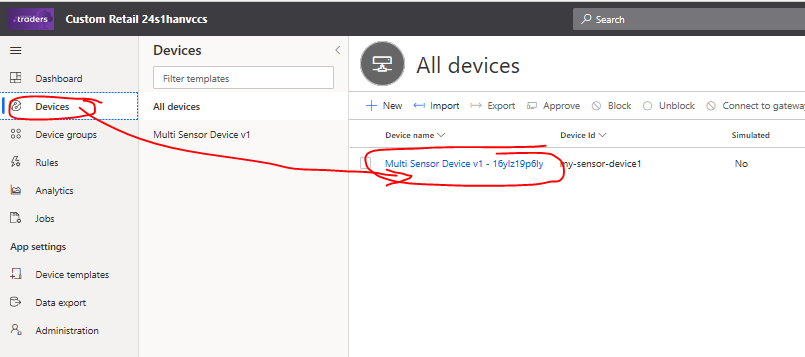 traders Custom Retail 24s1hanvccs Search
Dashboard
Devices
Device groups
Rules
Analytics
Jobs
App settings
Device templates
Data export
Administration
Devices
Filter templates
All devices
Multi Sensor Device v1
All devices
New Import Export Approve Block Unblock Connect to gateway
Device name Device Id Simulated
Multi Sensor Device v1 - 16ylz19p6ly my-sensor-device1 No